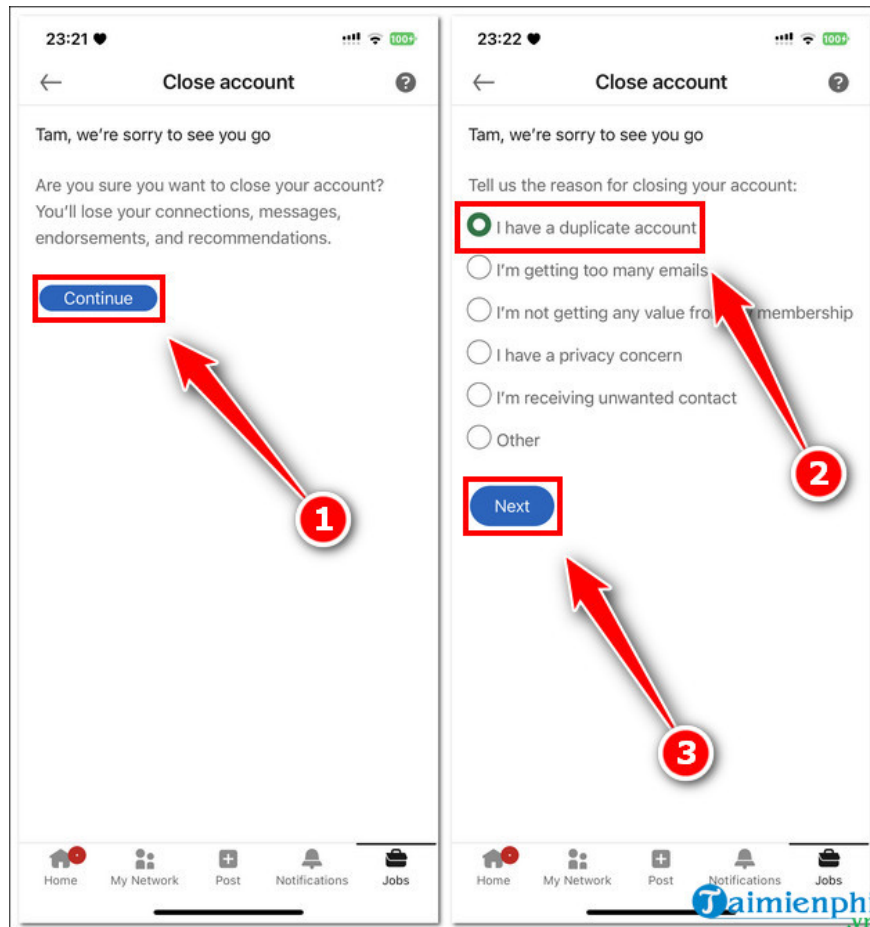 23:21
100+
Close account
?
Tam, we're sorry to see you go
Are you sure you want to close your account?
You'll lose your connections, messages,
endorsements, and recommendations.
Continue
1
Home My Network Post Notifications Jobs
23:22
100+
Close account
?
Tam, we're sorry to see you go
Tell us the reason for closing your account:
I have a duplicate account
I'm getting too many emails
I'm not getting any value membership
I have a privacy concern
I'm receiving unwanted contact
Other
2
Next
3
Home My Network Post Notifications Jobs
Taimienphi
.vn